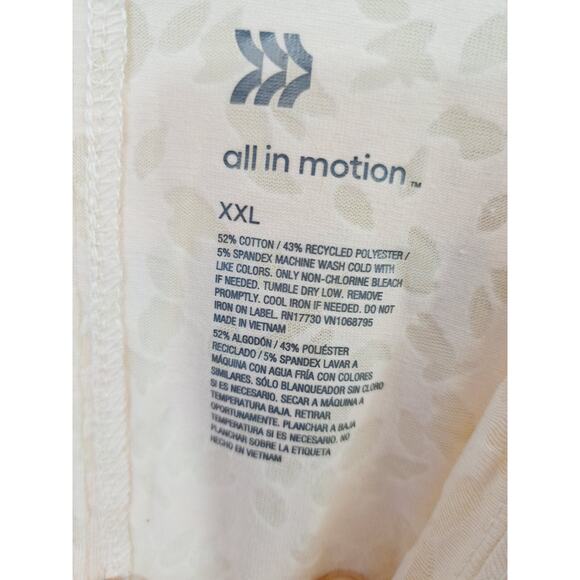 all in motion™
XXL
52% COTTON / 43% RECYCLED POLYESTER /
5% SPANDEX MACHINE WASH COLD WITH
LIKE COLORS. ONLY NON-CHLORINE BLEACH
IF NEEDED. TUMBLE DRY LOW. REMOVE
PROMPTLY. COOL IRON IF NEEDED. DO NOT
IRON ON LABEL. RN17730 VN1068795
MADE IN VIETNAM
52% ALGODÓN / 43% POLIÉSTER
RECICLADO / 5% SPANDEX LAVAR A
MÁQUINA CON AGUA FRÍA CON COLORES
SIMILARES. SÓLO BLANQUEADOR SIN CLORO
SI ES NECESARIO. SECAR A MÁQUINA A
TEMPERATURA BAJA. RETIRAR
OPORTUNAMENTE. PLANCHAR A BAJA
TEMPERATURA SI ES NECESARIO. NO
PLANCHAR SOBRE LA ETIQUETA
HECHO EN VIETNAM